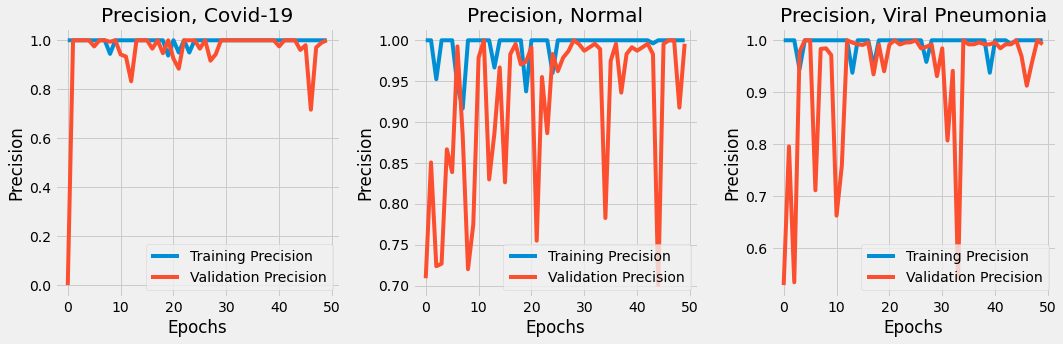 Precision, Covid-19
Precision
1.0
0.8
0.6
0.4
0.2
0.0
0
10
20
30
40
50
Epochs
Training Precision
Validation Precision
Precision, Normal
Precision
1.00
0.95
0.90
0.85
0.80
0.75
0.70
0
10
20
30
40
50
Epochs
Training Precision
Validation Precision
Precision, Viral Pneumonia
Precision
1.0
0.9
0.8
0.7
0.6
0
10
20
30
40
50
Epochs
Training Precision
Validation Precision